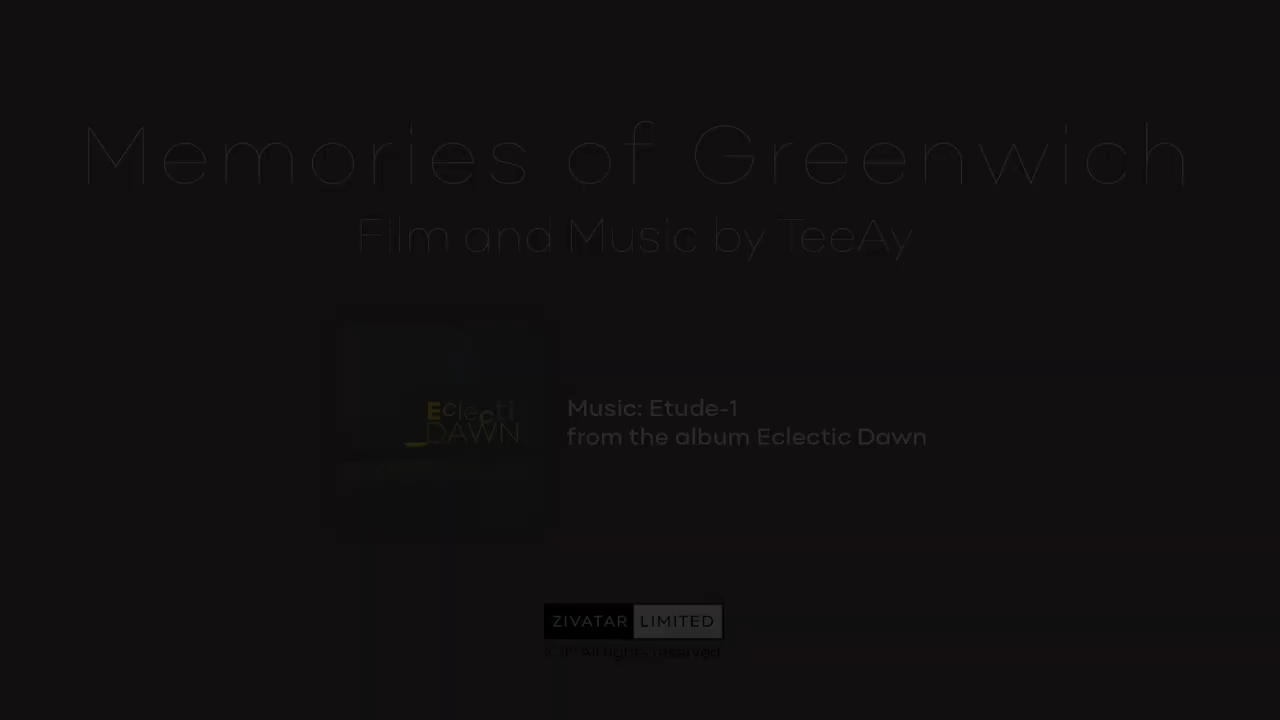 Memories of Greenwich
Film and Music by TeeAy
Eclecti
DAWN
Music: Etude-1
from the album Eclectic Dawn
ZIVATAR LIMITED
All rights reserved